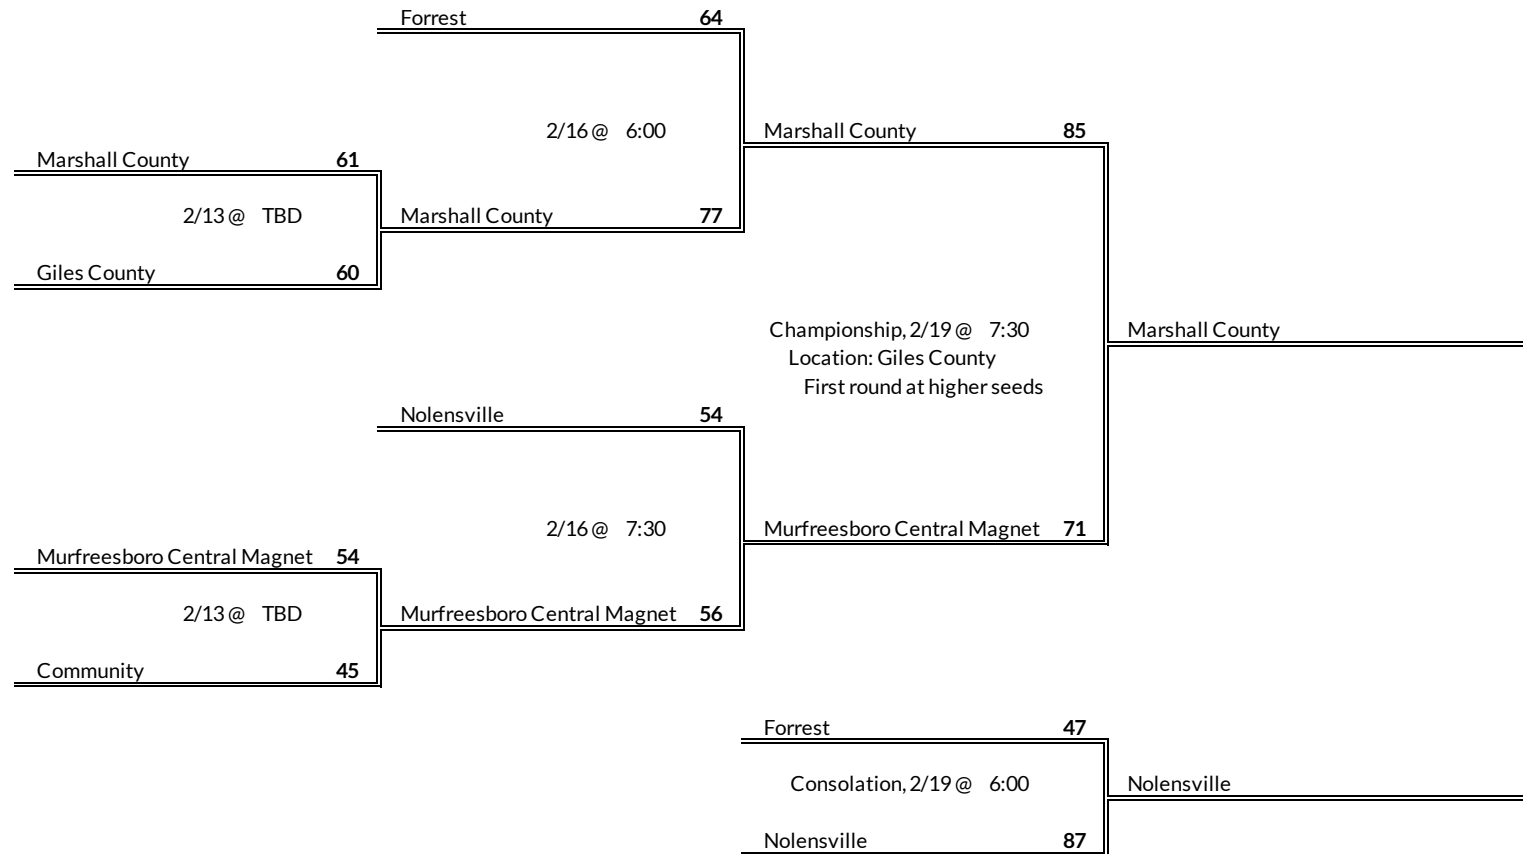 Forrest 64
2/16 @ 6:00
Marshall County 85
Marshall County 61
2/13 @ TBD
Marshall County 77
Giles County 60
Championship, 2/19 @ 7:30
Marshall County
Location: Giles County
First round at higher seeds
Nolensville 54
2/16 @ 7:30
Murfreesboro Central Magnet 71
Murfreesboro Central Magnet 54
2/13 @ TBD
Murfreesboro Central Magnet 56
Community 45
Forrest 47
Consolation, 2/19 @ 6:00
Nolensville
Nolensville 87